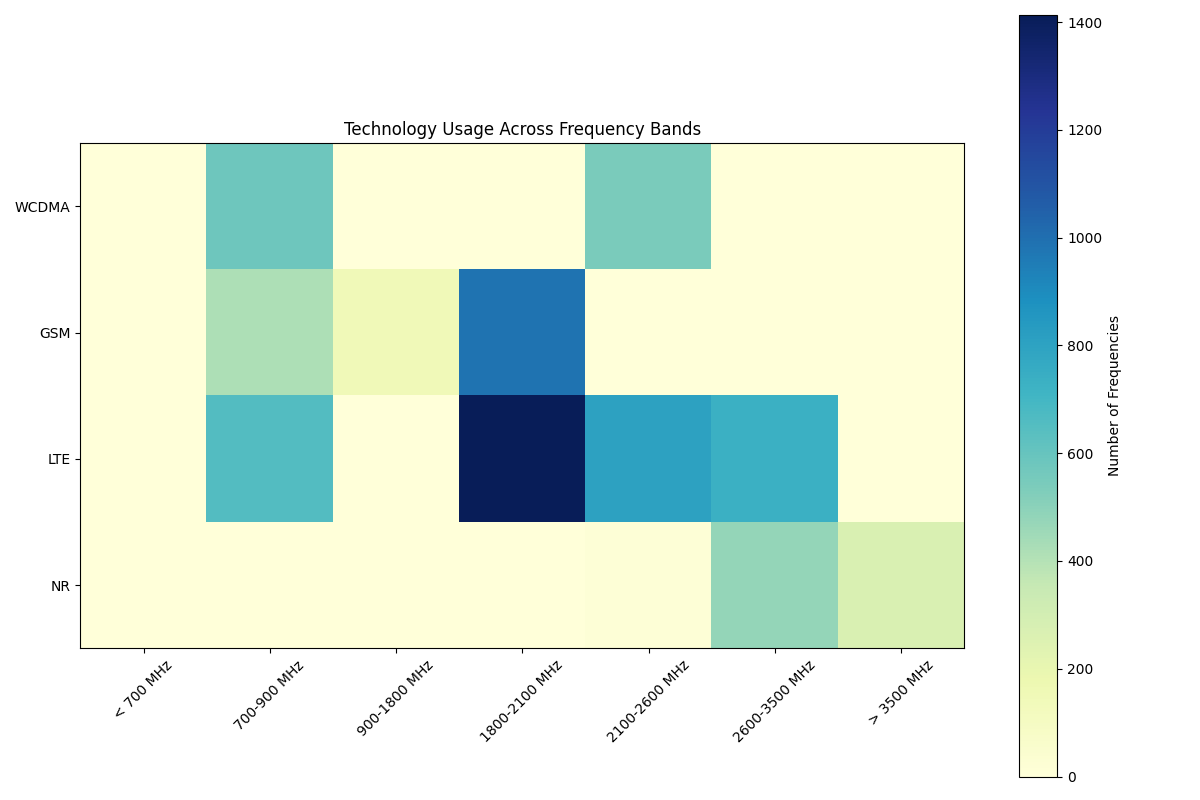 Technology Usage Across Frequency Bands
WCDMA
GSM
LTE
NR
< 700 MHz
700-900 MHz
900-1800 MHz
1800-2100 MHz
2100-2600 MHz
2600-3500 MHz
> 3500 MHz
1400
1200
1000
800
600
400
200
0
Number of Frequencies